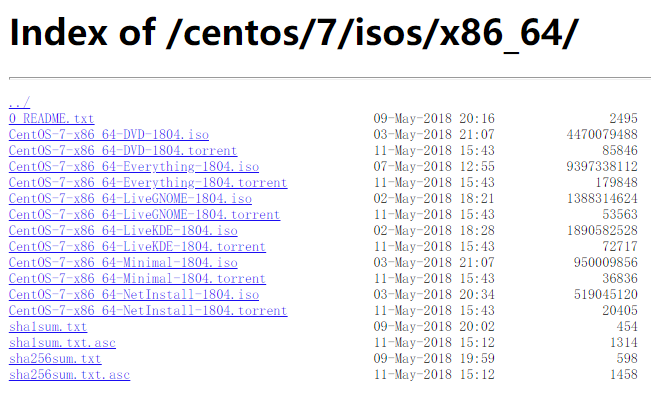 Index of /centos/7/isos/x86_64/
../
0_README.txt 09-May-2018 20:16 2495
CentOS-7-x86_64-DVD-1804.iso 03-May-2018 21:07 4470079488
CentOS-7-x86_64-DVD-1804.torrent 11-May-2018 15:43 85846
CentOS-7-x86_64-Everything-1804.iso 07-May-2018 12:55 9397338112
CentOS-7-x86_64-Everything-1804.torrent 11-May-2018 15:43 179848
CentOS-7-x86_64-LiveGNOME-1804.iso 02-May-2018 18:21 1388314624
CentOS-7-x86_64-LiveGNOME-1804.torrent 11-May-2018 15:43 53563
CentOS-7-x86_64-LiveKDE-1804.iso 02-May-2018 18:28 1890582528
CentOS-7-x86_64-LiveKDE-1804.torrent 11-May-2018 15:43 72717
CentOS-7-x86_64-Minimal-1804.iso 03-May-2018 21:07 950009856
CentOS-7-x86_64-Minimal-1804.torrent 11-May-2018 15:43 36836
CentOS-7-x86_64-NetInstall-1804.iso 03-May-2018 20:34 519045120
CentOS-7-x86_64-NetInstall-1804.torrent 11-May-2018 15:43 20405
sha1sum.txt 09-May-2018 20:02 454
sha1sum.txt.asc 11-May-2018 15:12 1314
sha256sum.txt 09-May-2018 19:59 598
sha256sum.txt.asc 11-May-2018 15:12 1458